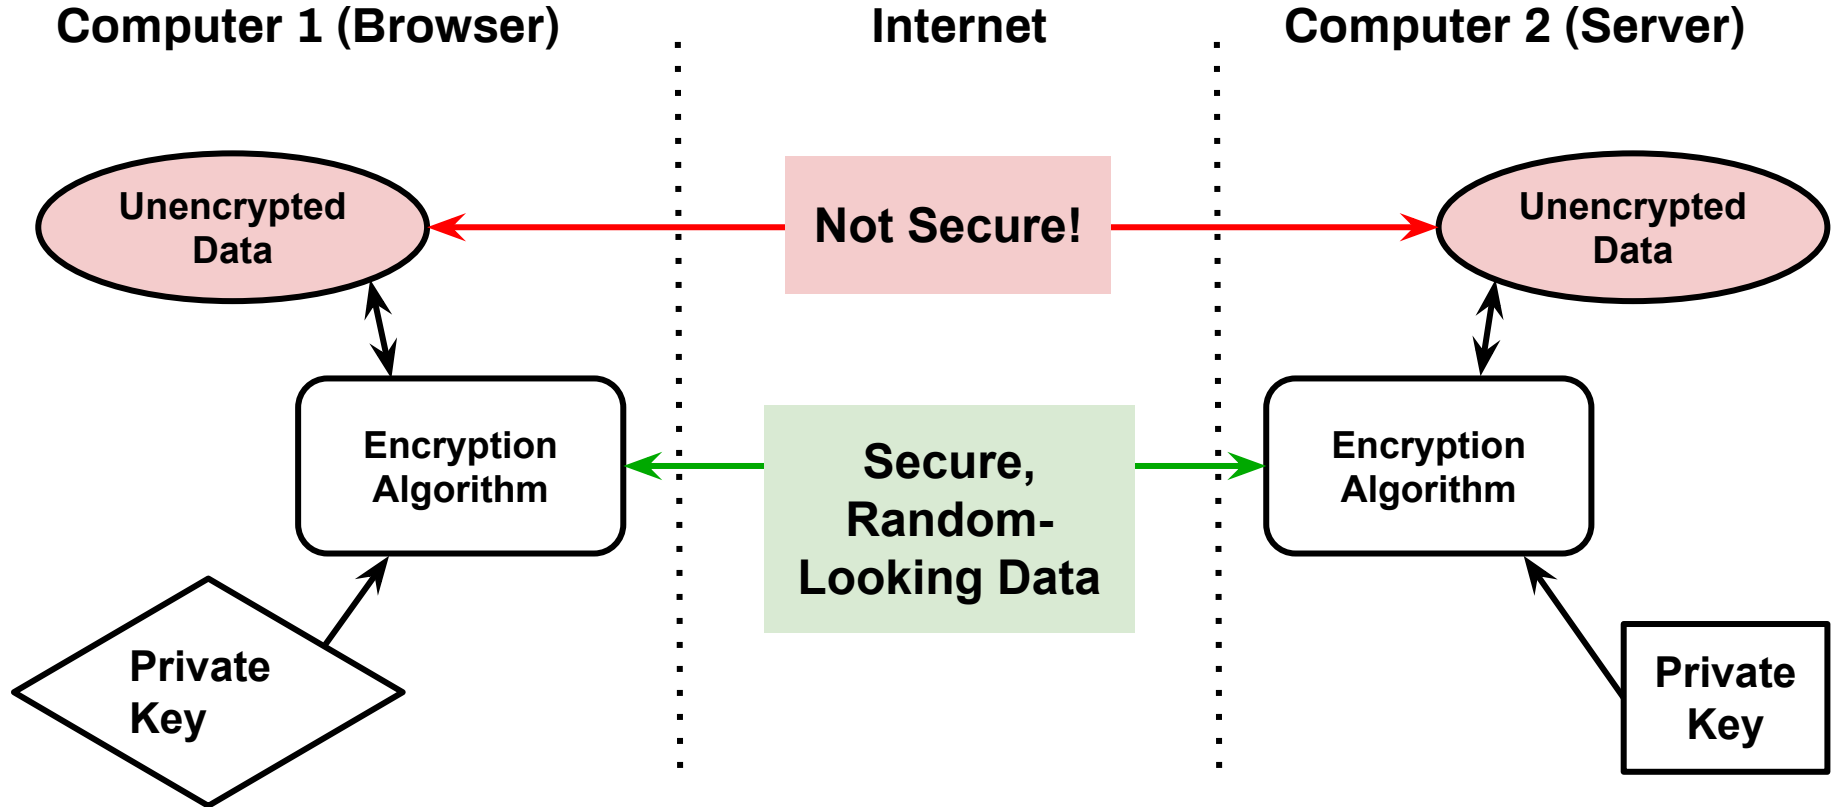 Computer 1 (Browser)
Internet
Computer 2 (Server)
Unencrypted
Data
Not Secure!
Unencrypted
Data
Encryption
Algorithm
Secure,
Random-
Looking Data
Encryption
Algorithm
Private
Key
Private
Key